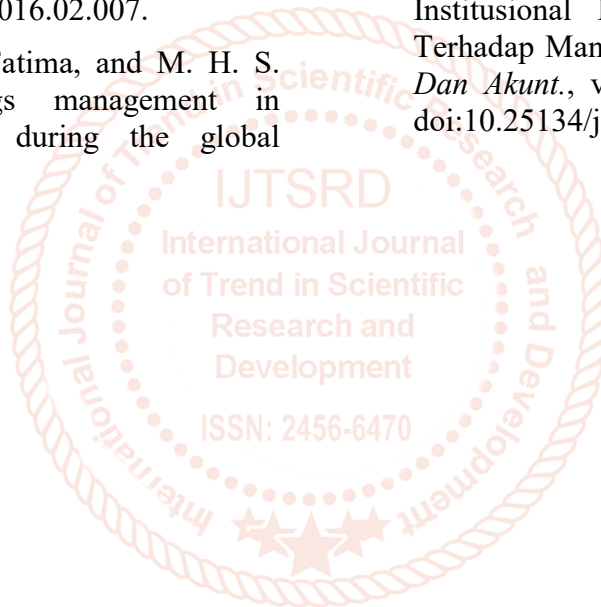 016.02.007.
atima, and M. H. S.
gs management in
during the global
Institusional
Terhadap Man
Dan Akunt., v
doi:10.25134/j
International Journal of Trend in Scientific Research and Development
IJTSRD
International Journal
of Trend in Scientific
Research and
Development
ISSN: 2456-6470